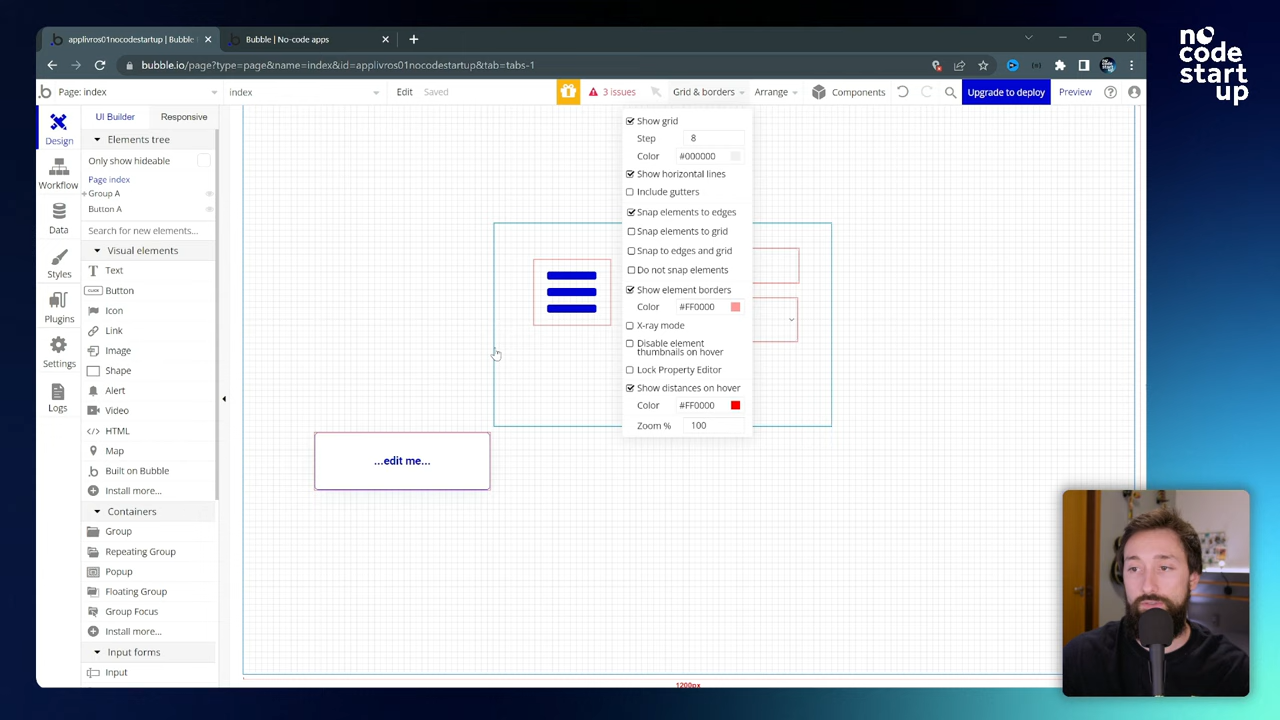 no
code
start
up
applivros01nocodestartup | Bubble
Bubble | No-code apps
bubble.io/page?type=page&name=index&id=applivros01nocodestartup&tab=tabs-1
Page: index
index
Edit
Saved
3 issues
Grid & borders
Arrange
Components
Upgrade to deploy
Preview
Design
Workflow
Data
Styles
Plugins
Settings
Logs
UI Builder
Responsive
Elements tree
Only show hideable
Page index
Group A
Button A
Search for new elements...
Visual elements
Text
CLICK
Button
Icon
Link
Image
Shape
Alert
Video
</> HTML
Map
Built on Bubble
Install more...
Containers
Group
Repeating Group
Popup
Floating Group
Group Focus
Install more...
Input forms
Input
Show grid
Step 8
Color #000000
Show horizontal lines
Include gutters
Snap elements to edges
Snap elements to grid
Snap to edges and grid
Do not snap elements
Show element borders
Color #FF0000
X-ray mode
Disable element
thumbnails on hover
Lock Property Editor
Show distances on hover
Color #FF0000
Zoom % 100
...edit me...
1200px